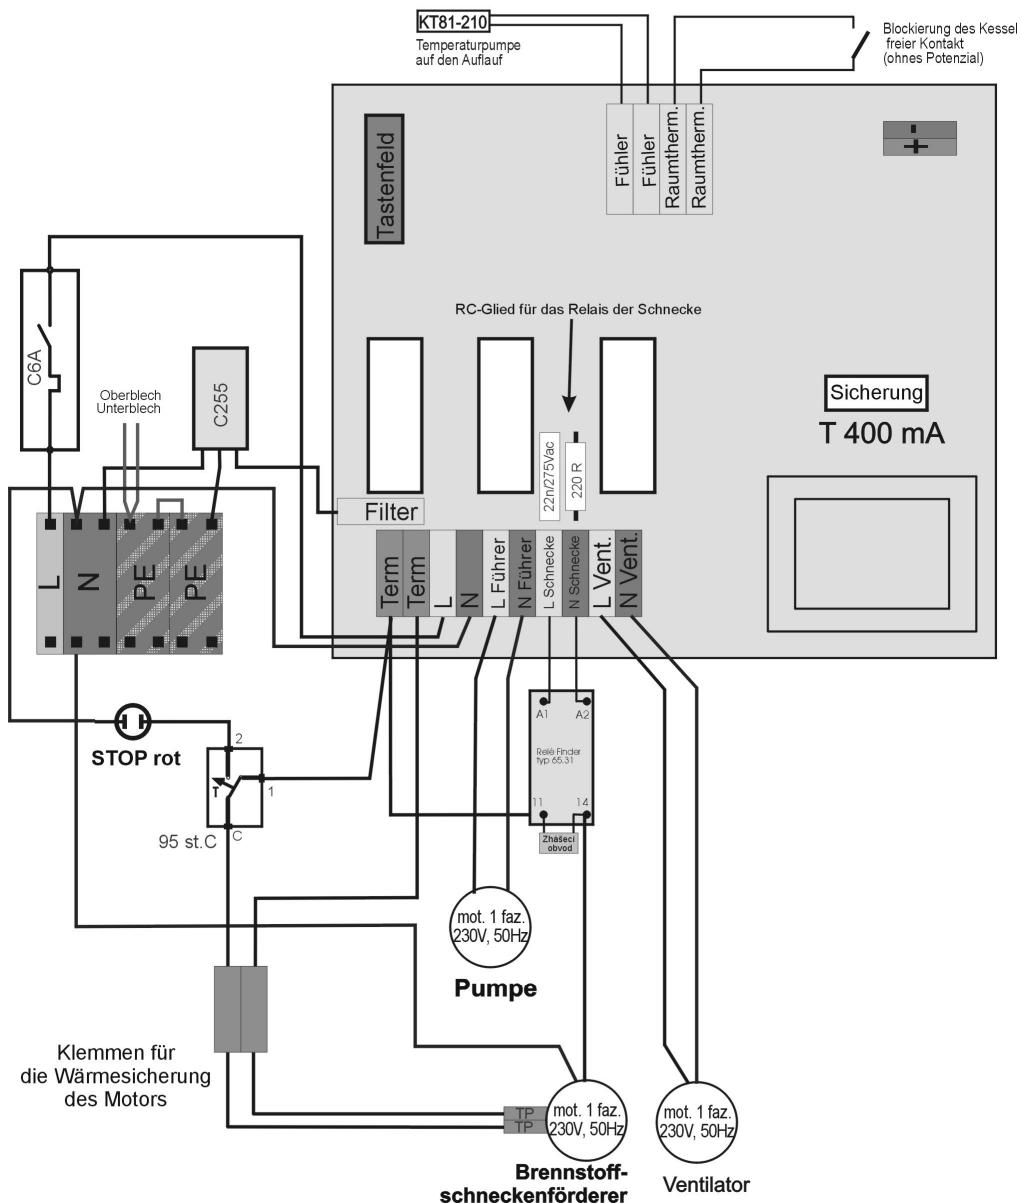 KT81-210
Temperaturpumpe
auf den Auflauf
Blockierung des Kessel
freier Kontakt
(ohnes Potenzial)
Fühler
Fühler
Raumtherm.
Raumtherm.
-
+
Tastenfeld
RC-Glied für das Relais der Schnecke
C6A
Oberblech
Unterblech
C255
Sicherung
T 400 mA
22n/275Vac
220 R
Filter
L
N
PE
PE
Term
Term
L
N
L Führer
N Führer
L Schnecke
N Schnecke
L Vent.
N Vent.
STOP rot
2
T
1
95 st.C
C
A1
A2
Relé Finder
typ 65.31
11
14
Zhášecí
obvod
mot. 1 faz.
230V, 50Hz
Pumpe
Klemmen für
die Wärmesicherung
des Motors
TP
TP
mot. 1 faz.
230V, 50Hz
mot. 1 faz.
230V, 50Hz
Brennstoff-
schneckenförderer
Ventilator